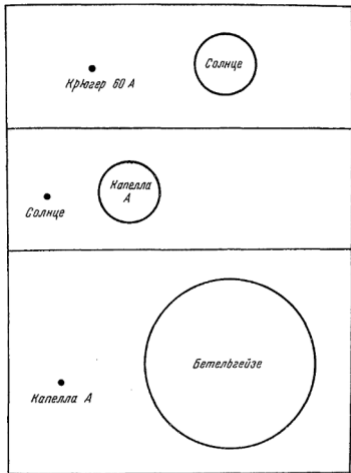 Солнце
Крюгер 60 А
Капелла
А
Солнце
Бетельгейзе
Капелла А